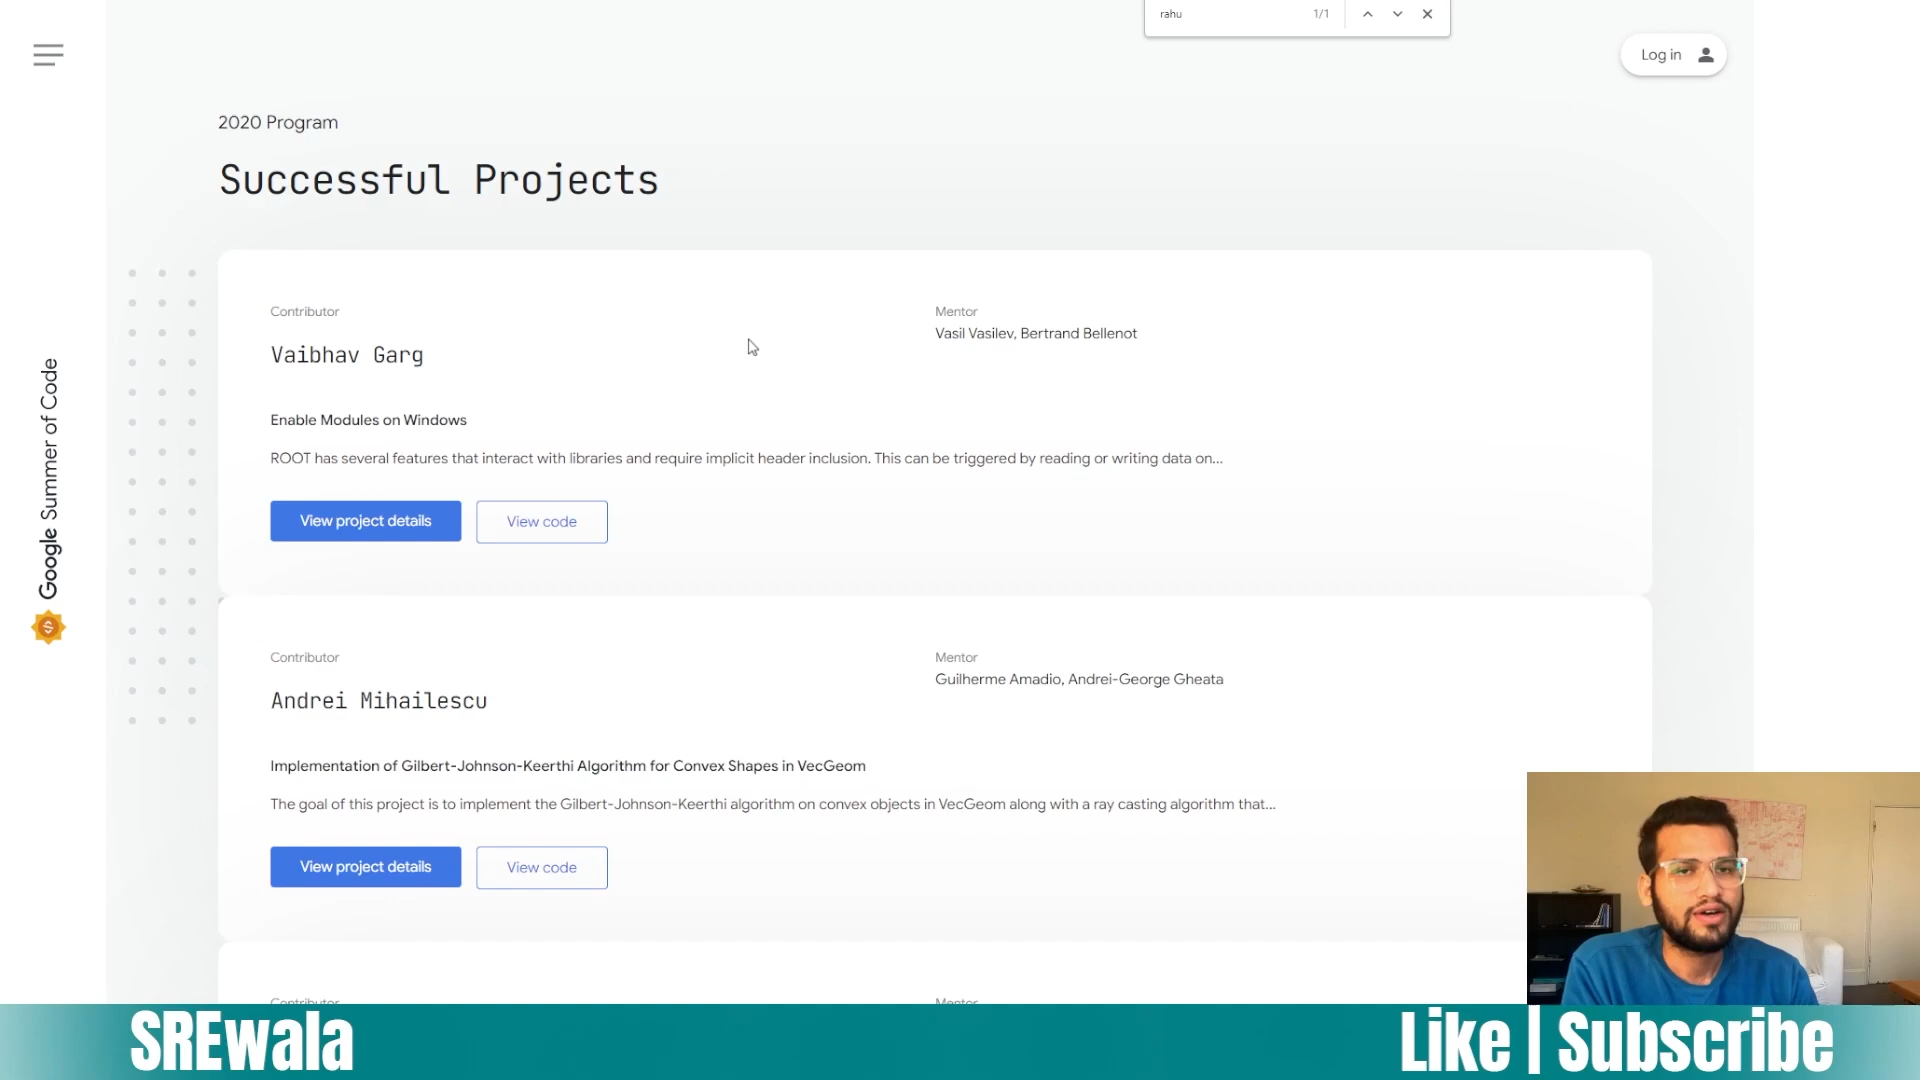 rahu
1/1
Log in
2020 Program
Successful Projects
Contributor
Vaibhav Garg
Mentor
Vasil Vasilev, Bertrand Bellenot
Enable Modules on Windows
ROOT has several features that interact with libraries and require implicit header inclusion. This can be triggered by reading or writing data on...
View project details
View code
Contributor
Andrei Mihailescu
Mentor
Guilherme Amadio, Andrei-George Gheata
Implementation of Gilbert-Johnson-Keerthi Algorithm for Convex Shapes in VecGeom
The goal of this project is to implement the Gilbert-Johnson-Keerthi algorithm on convex objects in VecGeom along with a ray casting algorithm that...
View project details
View code
Contributor
Mentor
Google Summer of Code
SREwala
Like | Subscribe